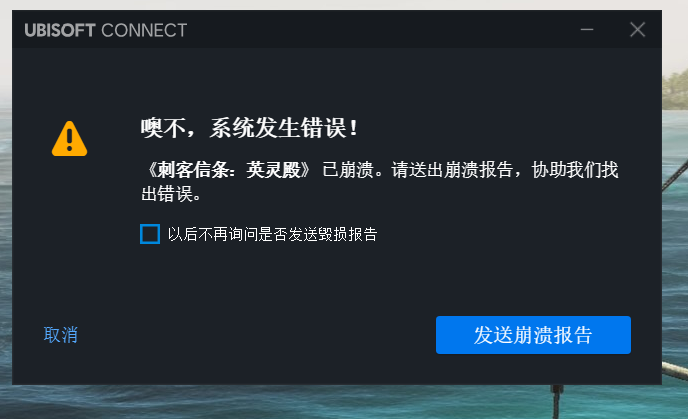 UBISOFT CONNECT
噢不，系统发生错误！
《刺客信条：英灵殿》 已崩溃。请送出崩溃报告，协助我们找
出错误。
以后不再询问是否发送毁损报告
取消
发送崩溃报告